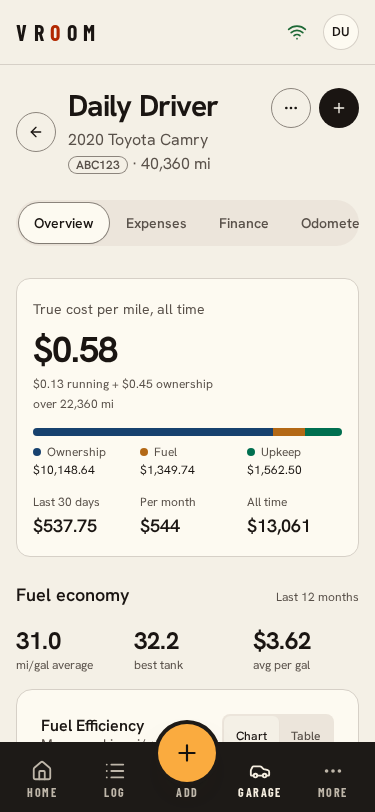 VROOM
DU
Daily Driver
2020 Toyota Camry
ABC123 · 40,360 mi
Overview Expenses Finance Odomete
True cost per mile, all time
$0.58
$0.13 running + $0.45 ownership
over 22,360 mi
Ownership Fuel Upkeep
$10,148.64 $1,349.74 $1,562.50
Last 30 days Per month All time
$537.75 $544 $13,061
Fuel economy Last 12 months
31.0 32.2 $3.62
mi/gal average best tank avg per gal
Fuel Efficiency
Chart Table
HOME LOG ADD GARAGE MORE